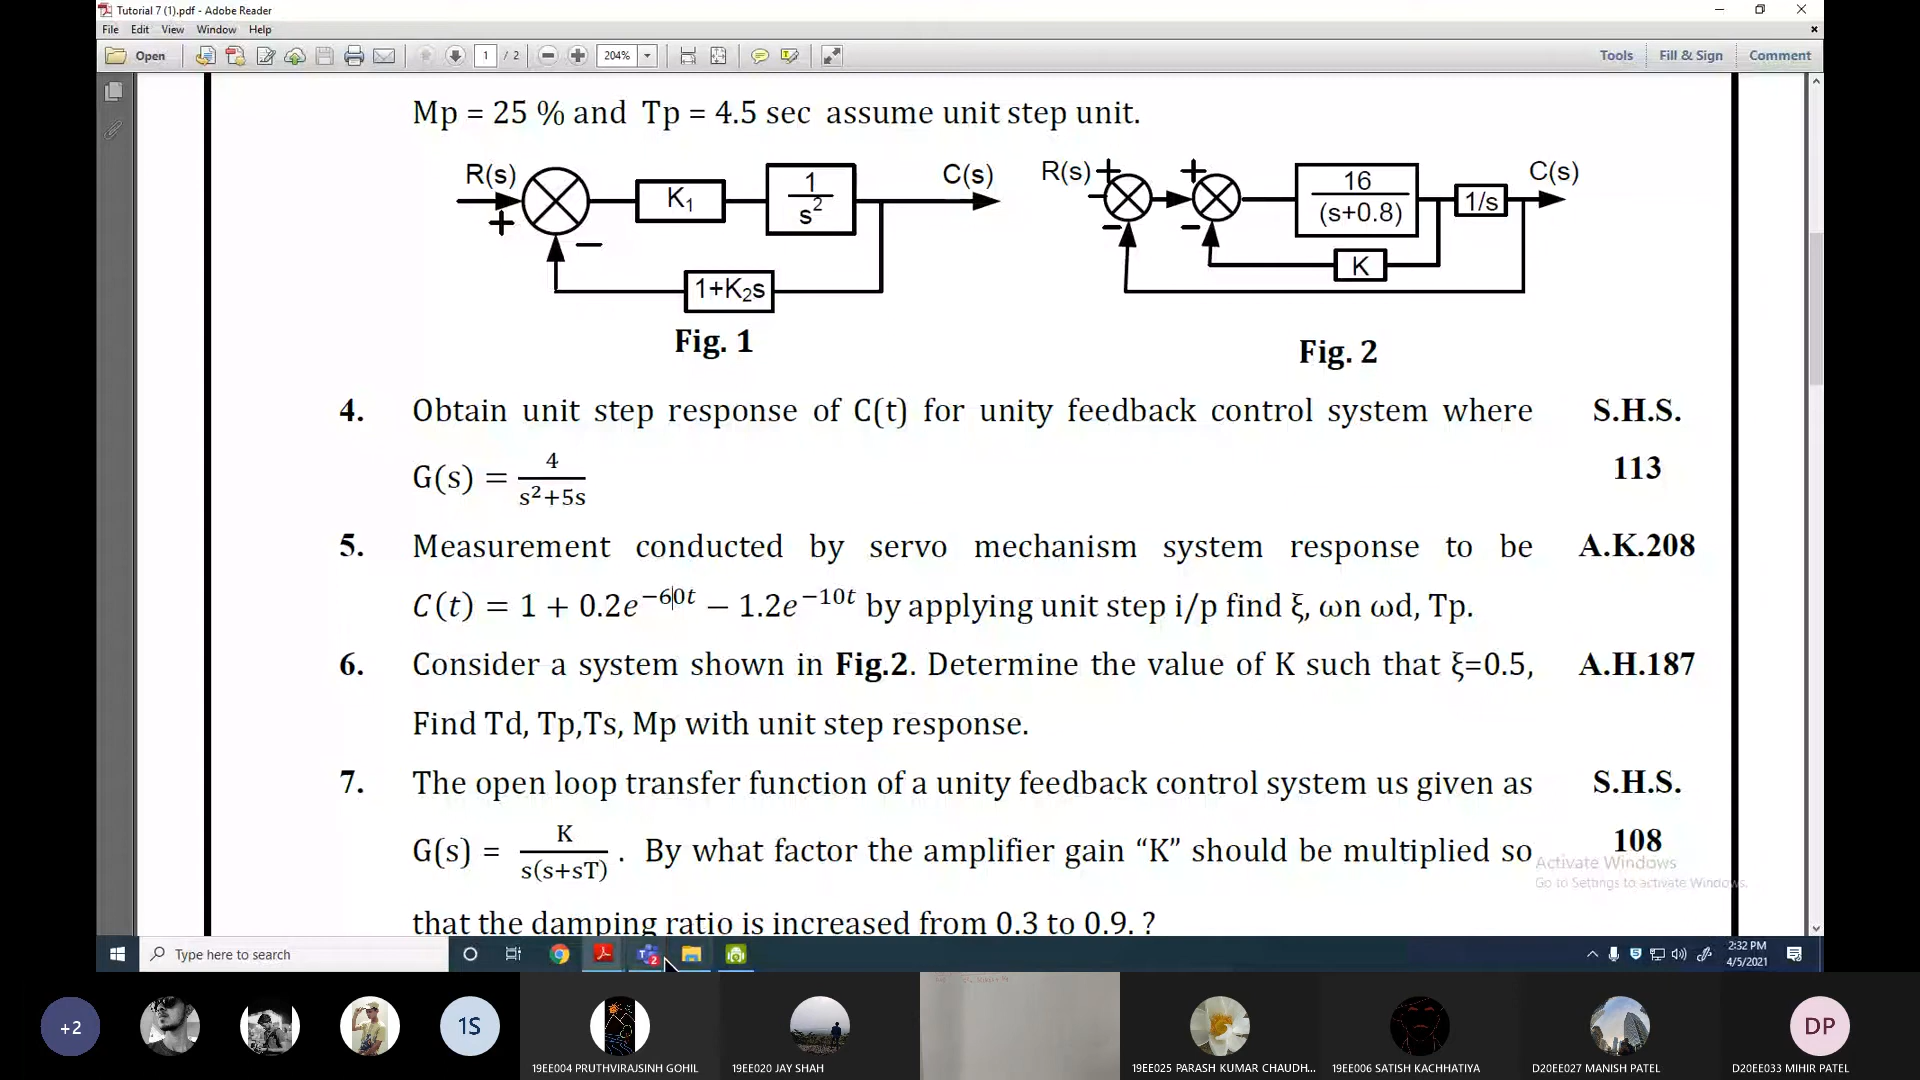 Tutorial 7 (1).pdf - Adobe Reader
File Edit View Window Help
Open 1 / 2 204% Tools Fill & Sign Comment
Mp = 25 % and Tp = 4.5 sec assume unit step unit.
R(s) + − K₁ 1/s² C(s)
1+K₂s
Fig. 1
R(s) + − − + − 16/(s+0.8) 1/s C(s)
K
Fig. 2
4. Obtain unit step response of C(t) for unity feedback control system where S.H.S.
G(s) = 4/(s²+5s) 113
5. Measurement conducted by servo mechanism system response to be A.K.208
C(t) = 1 + 0.2e^(−60t) − 1.2e^(−10t) by applying unit step i/p find ξ, ωn ωd, Tp.
6. Consider a system shown in Fig.2. Determine the value of K such that ξ=0.5, A.H.187
Find Td, Tp,Ts, Mp with unit step response.
7. The open loop transfer function of a unity feedback control system us given as S.H.S.
G(s) = K/s(s+sT) . By what factor the amplifier gain “K” should be multiplied so 108
that the damping ratio is increased from 0.3 to 0.9. ?
Activate Windows
Go to Settings to activate Windows.
Type here to search 2 2:32 PM
4/5/2021
+2 1S DP
19EE004 PRUTHVIRAJSINH GOHIL 19EE020 JAY SHAH 19EE025 PARASH KUMAR CHAUDH... 19EE006 SATISH KACHHATIYA D20EE027 MANISH PATEL D20EE033 MIHIR PATEL